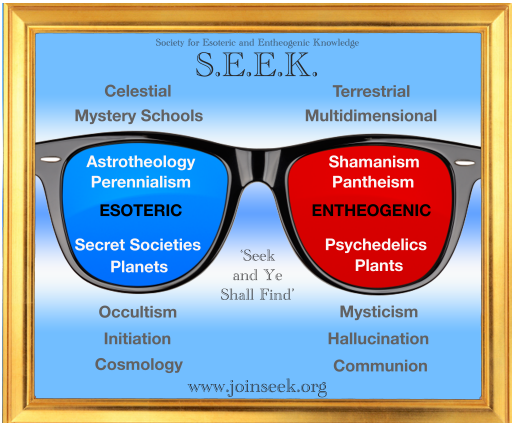 Society for Esoteric and Entheogenic Knowledge
S.E.E.K.
Celestial
Mystery Schools
Terrestrial
Multidimensional
Astrotheology
Perennialism
ESOTERIC
Secret Societies
Planets
Shamanism
Pantheism
ENTHEOGENIC
Psychedelics
Plants
‘Seek
and Ye
Shall Find’
Occultism
Initiation
Cosmology
Mysticism
Hallucination
Communion
www.joinseek.org